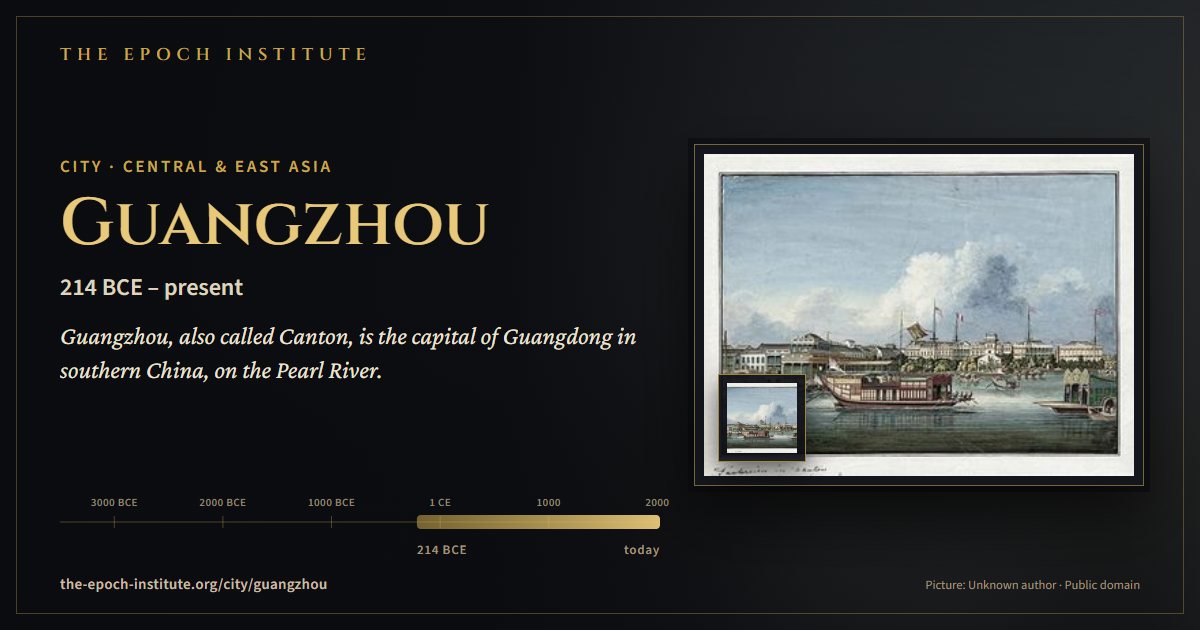 THE EPOCH INSTITUTE
CITY · CENTRAL & EAST ASIA
GUANGZHOU
214 BCE – present
Guangzhou, also called Canton, is the capital of Guangdong in
southern China, on the Pearl River.
3000 BCE 2000 BCE 1000 BCE 1 CE 1000 2000
214 BCE today
the-epoch-institute.org/city/guangzhou
Picture: Unknown author · Public domain